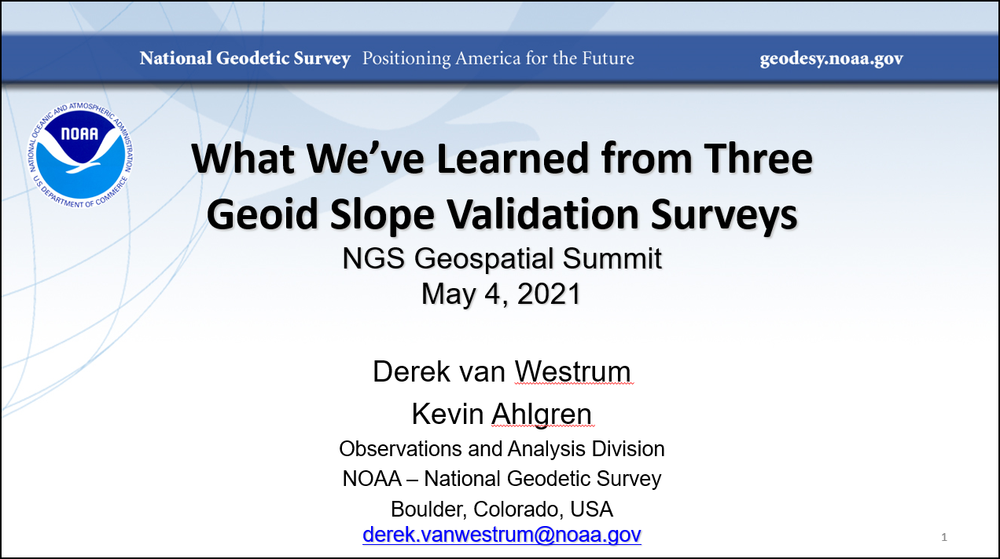 National Geodetic Survey Positioning America for the Future geodesy.noaa.gov
NATIONAL OCEANIC AND ATMOSPHERIC ADMINISTRATION
NOAA
U.S. DEPARTMENT OF COMMERCE
What We’ve Learned from Three
Geoid Slope Validation Surveys
NGS Geospatial Summit
May 4, 2021
Derek van Westrum
Kevin Ahlgren
Observations and Analysis Division
NOAA – National Geodetic Survey
Boulder, Colorado, USA
derek.vanwestrum@noaa.gov
1